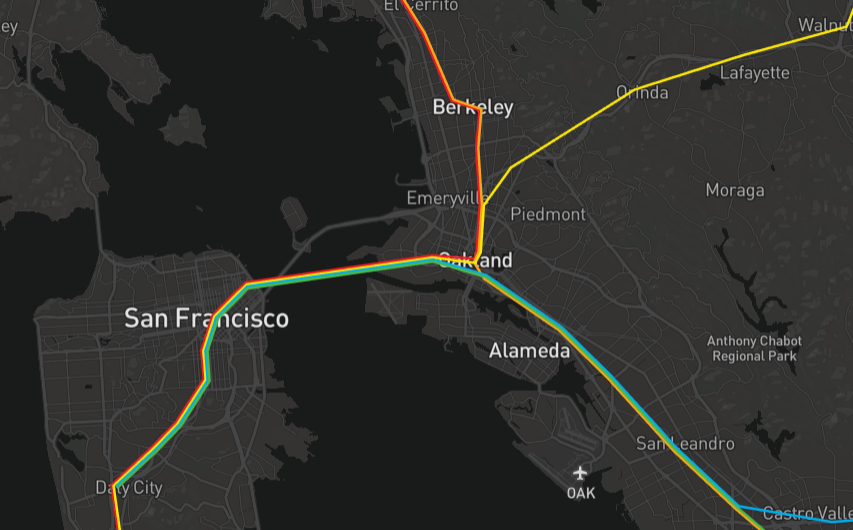 El Cerrito
ey
Walnut
Lafayette
Orinda
Berkeley
Moraga
Emeryville
Piedmont
Oakland
San Francisco
Anthony Chabot
Regional Park
Alameda
San Leandro
Daly City
OAK
Castro Valle